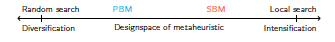 Random search PBM SBM Local search
Diversification Designspace of metaheuristic Intensification